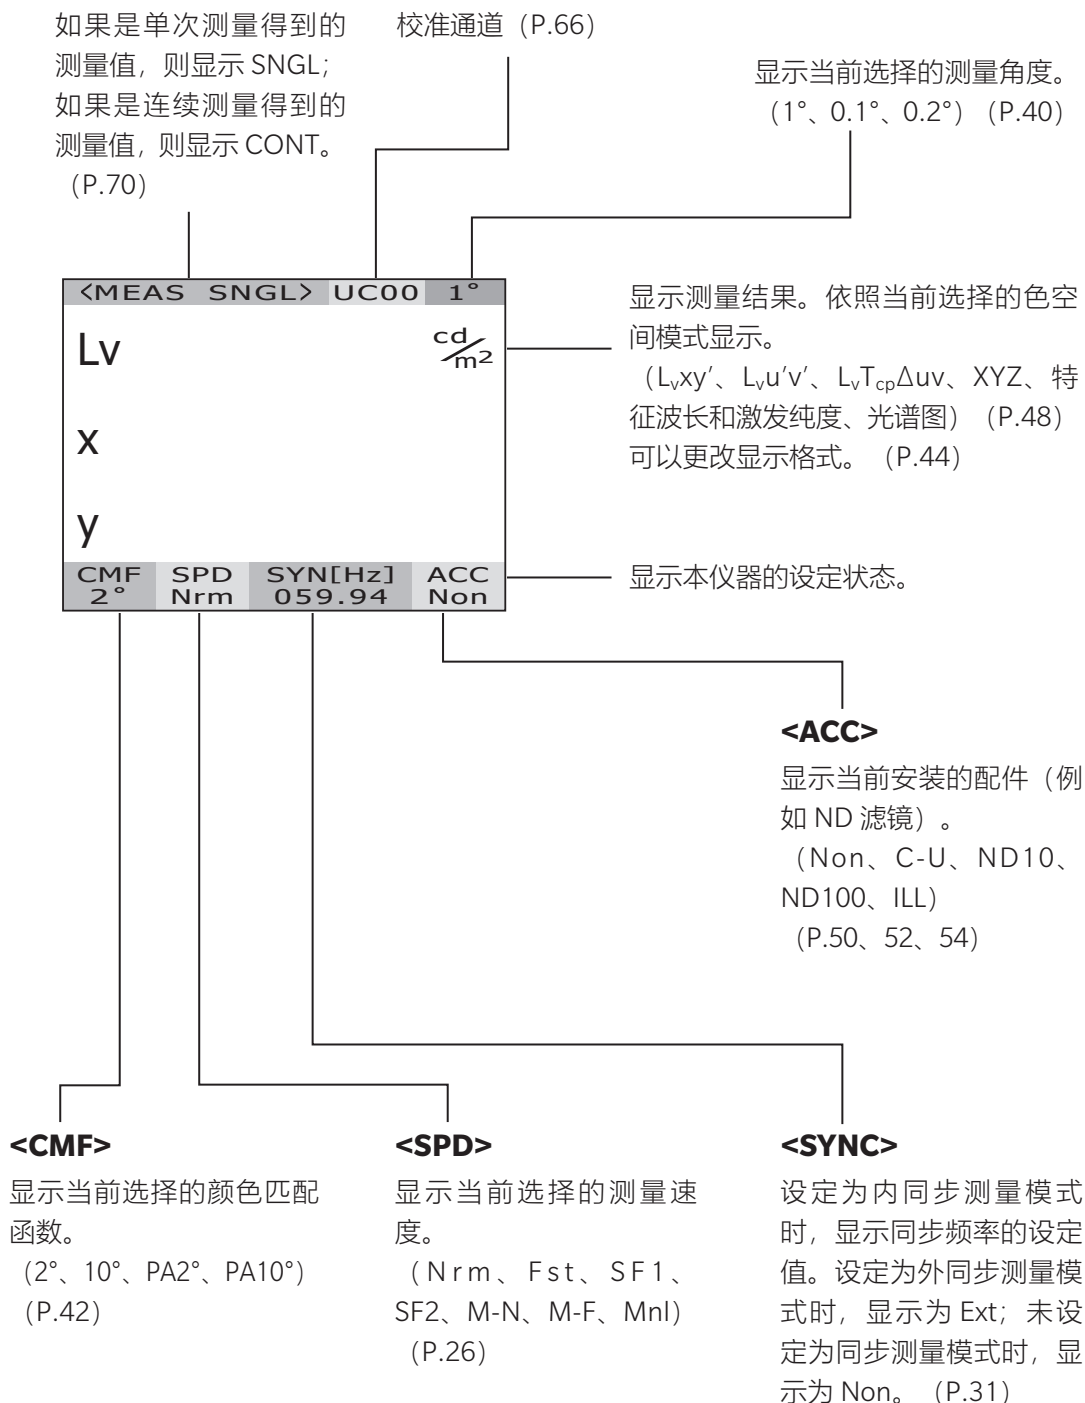 如果是单次测量得到的
测量值，则显示 SNGL；
如果是连续测量得到的
测量值，则显示 CONT。
（P.70）
校准通道（P.66）
显示当前选择的测量角度。
（1°、0.1°、0.2°）（P.40）
<MEAS SNGL> UC00 1°
Lv cd/m2
x
y
CMF SPD SYN[Hz] ACC
2° Nrm 059.94 Non
显示测量结果。依照当前选择的色空
间模式显示。
（Lvxy′、Lvu′v′、LvTcpΔuv、XYZ、特
征波长和激发纯度、光谱图）（P.48）
可以更改显示格式。（P.44）
显示本仪器的设定状态。
<ACC>
显示当前安装的配件（例
如 ND 滤镜）。
（Non、C-U、ND10、
ND100、ILL）
（P.50、52、54）
<CMF>
显示当前选择的颜色匹配
函数。
（2°、10°、PA2°、PA10°）
（P.42）
<SPD>
显示当前选择的测量速
度。
（Nrm、Fst、SF1、
SF2、M-N、M-F、Mnl）
（P.26）
<SYNC>
设定为内同步测量模式
时，显示同步频率的设定
值。设定为外同步测量模
式时，显示为 Ext；未设
定为同步测量模式时，显
示为 Non。（P.31）